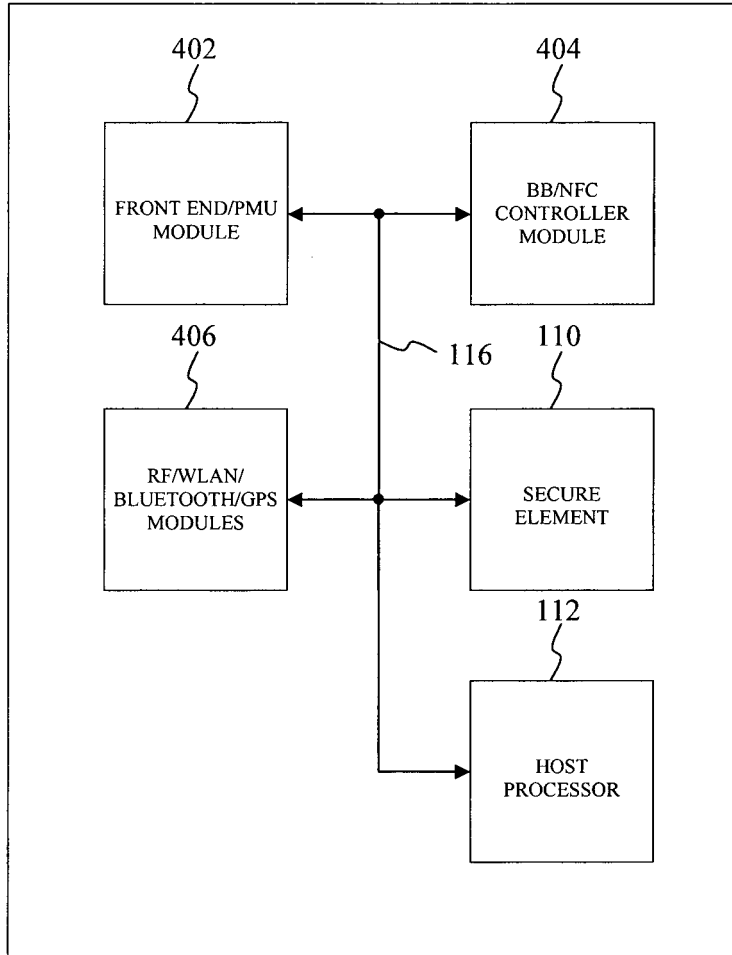 402
404
FRONT END/PMU
MODULE
BB/NFC
CONTROLLER
MODULE
406
116
110
RF/WLAN/
BLUETOOTH/GPS
MODULES
SECURE
ELEMENT
112
HOST
PROCESSOR